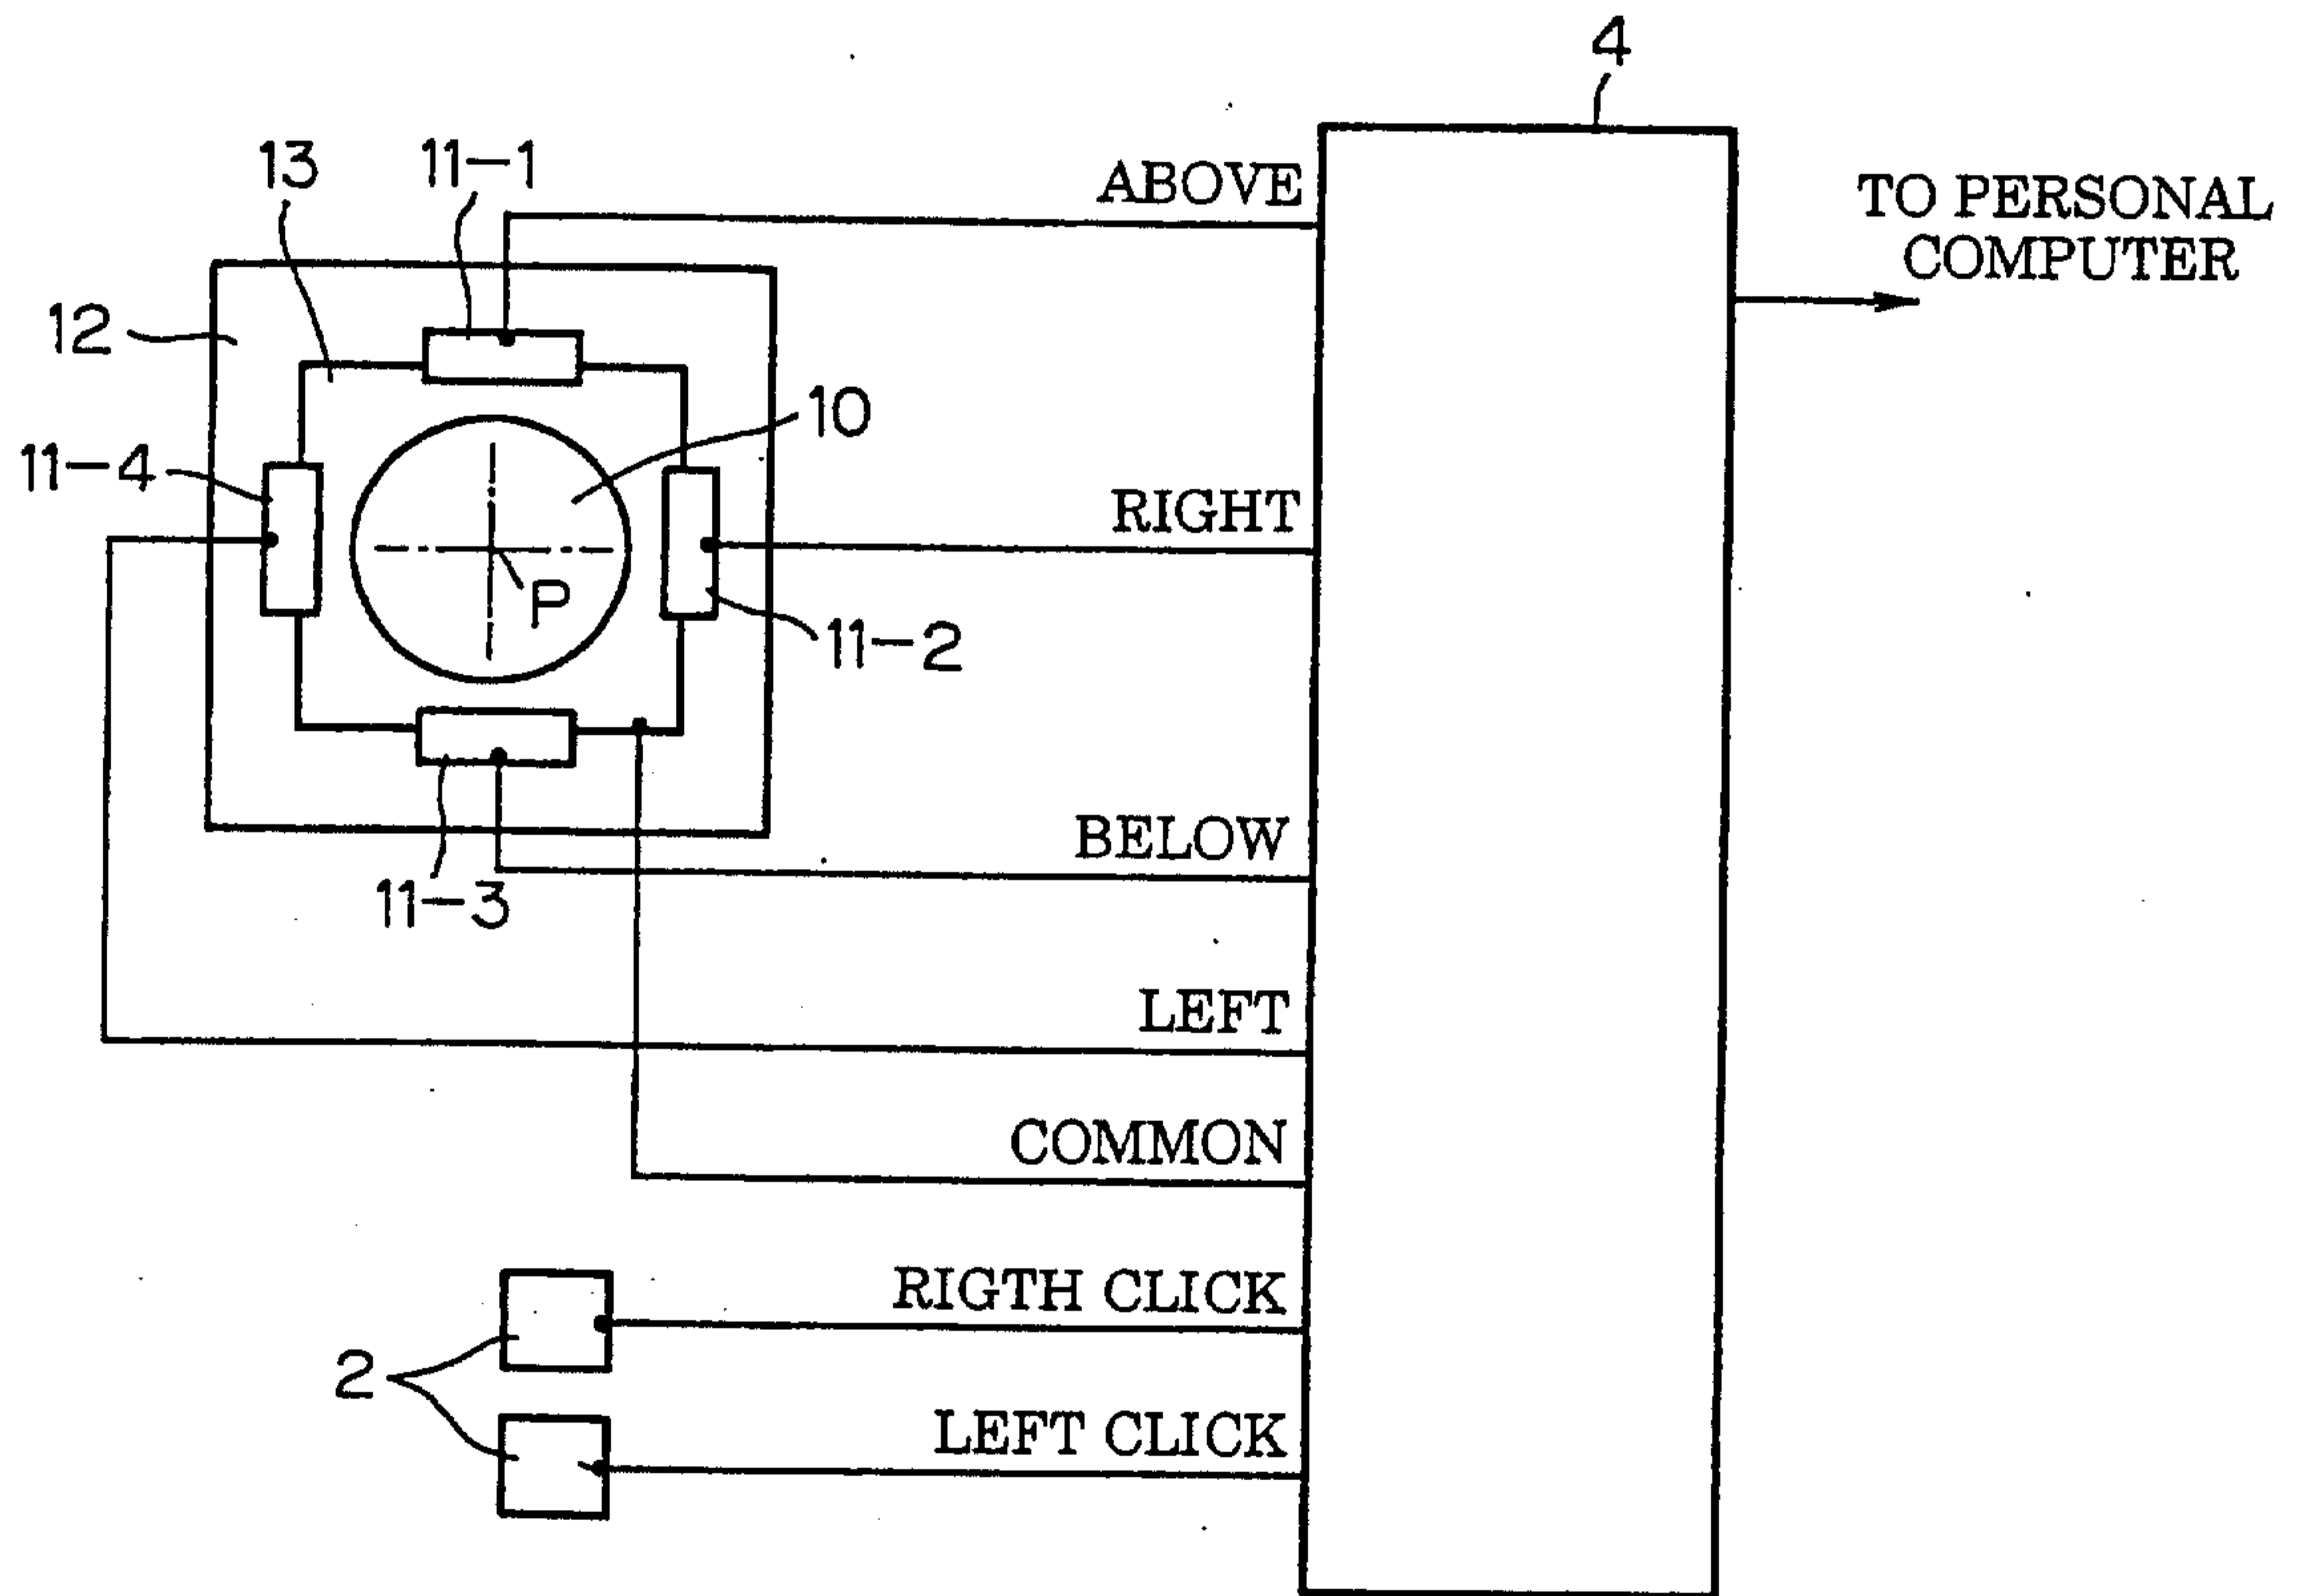 4
13
11-1
ABOVE
TO PERSONAL
COMPUTER
12
10
11-4
RIGHT
P
11-2
BELOW
11-3
LEFT
COMMON
RIGTH CLICK
2
LEFT CLICK